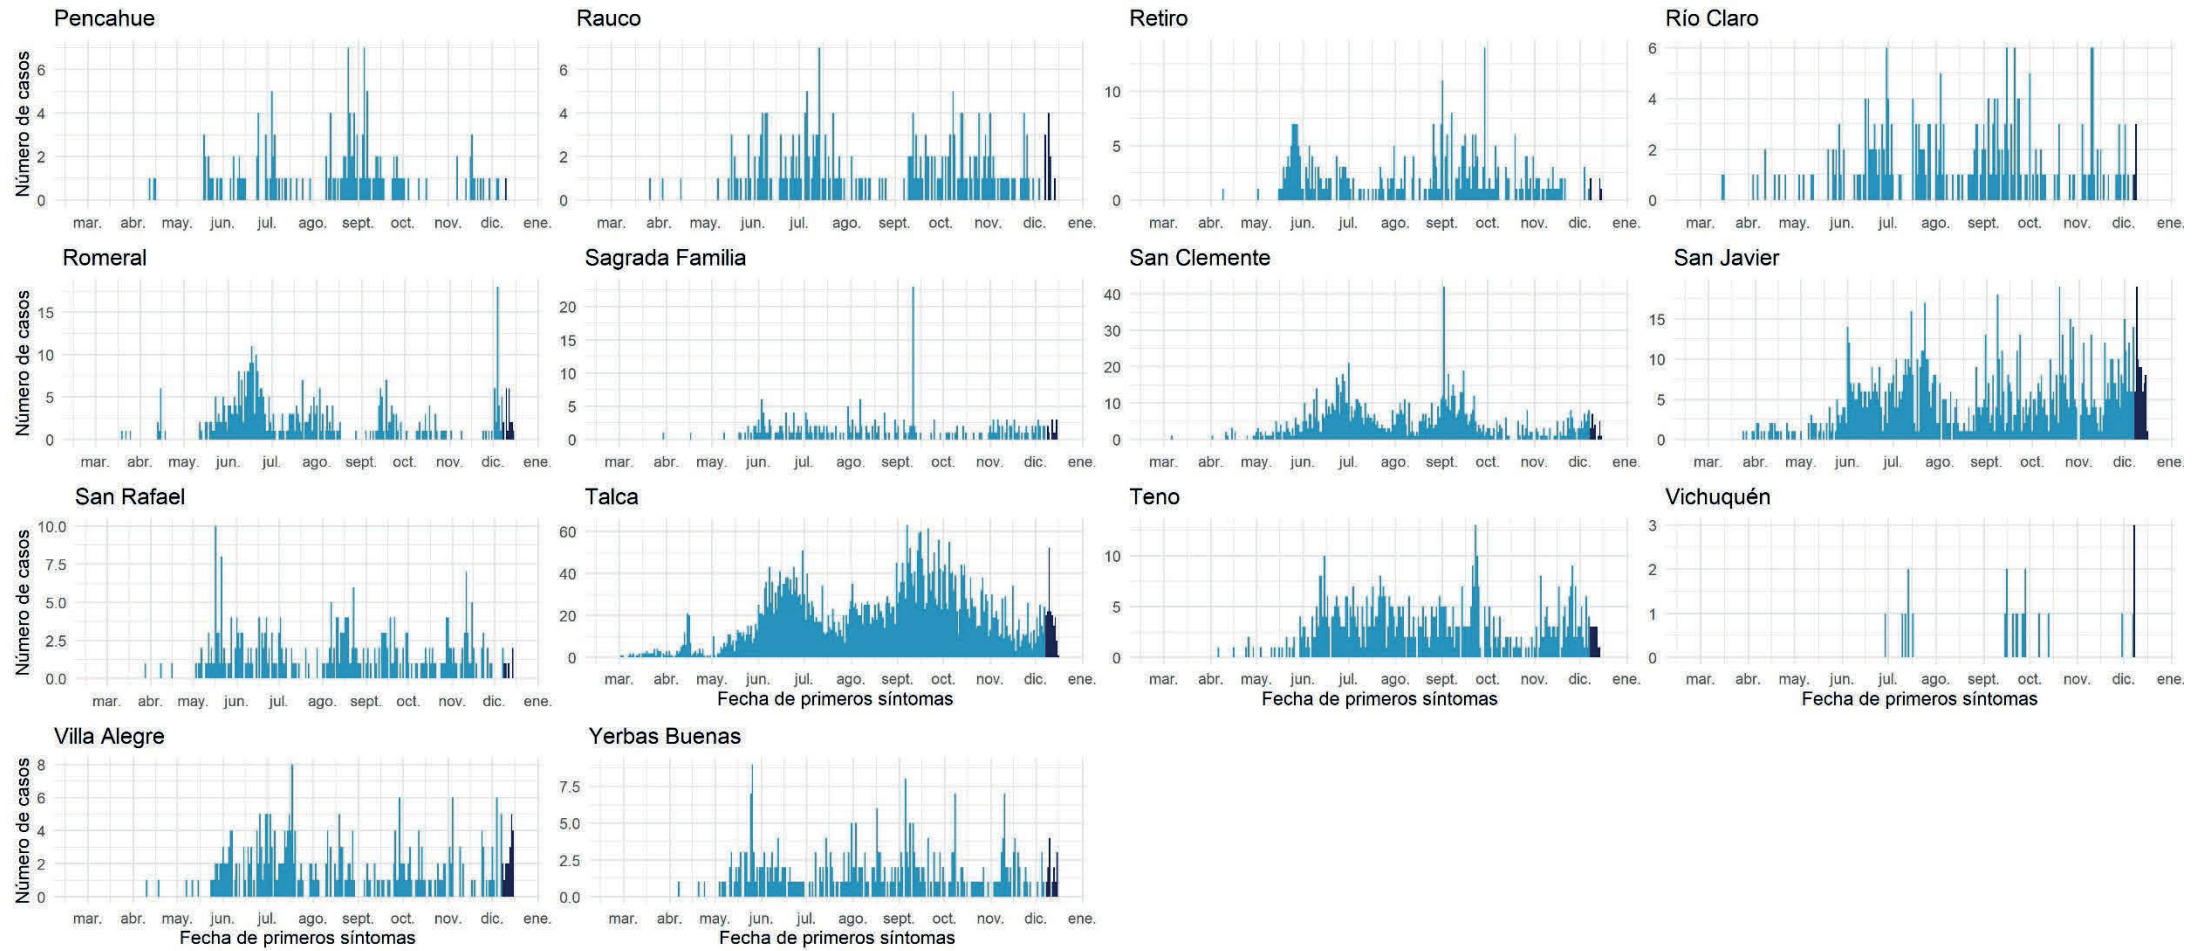 Pencahue
Número de casos
6
4
2
0
mar. abr. may. jun. jul. ago. sept. oct. nov. dic. ene.
Rauco
6
4
2
0
mar. abr. may. jun. jul. ago. sept. oct. nov. dic. ene.
Retiro
10
5
0
mar. abr. may. jun. jul. ago. sept. oct. nov. dic. ene.
Río Claro
6
4
2
0
mar. abr. may. jun. jul. ago. sept. oct. nov. dic. ene.
Romeral
Número de casos
15
10
5
0
mar. abr. may. jun. jul. ago. sept. oct. nov. dic. ene.
Sagrada Familia
20
15
10
5
0
mar. abr. may. jun. jul. ago. sept. oct. nov. dic. ene.
San Clemente
40
30
20
10
0
mar. abr. may. jun. jul. ago. sept. oct. nov. dic. ene.
San Javier
15
10
5
0
mar. abr. may. jun. jul. ago. sept. oct. nov. dic. ene.
San Rafael
Número de casos
10.0
7.5
5.0
2.5
0.0
mar. abr. may. jun. jul. ago. sept. oct. nov. dic. ene.
Talca
60
40
20
0
mar. abr. may. jun. jul. ago. sept. oct. nov. dic. ene.
Fecha de primeros síntomas
Teno
10
5
0
mar. abr. may. jun. jul. ago. sept. oct. nov. dic. ene.
Fecha de primeros síntomas
Vichuquén
3
2
1
0
mar. abr. may. jun. jul. ago. sept. oct. nov. dic. ene.
Fecha de primeros síntomas
Villa Alegre
Número de casos
8
6
4
2
0
mar. abr. may. jun. jul. ago. sept. oct. nov. dic. ene.
Fecha de primeros síntomas
Yerbas Buenas
7.5
5.0
2.5
0.0
mar. abr. may. jun. jul. ago. sept. oct. nov. dic. ene.
Fecha de primeros síntomas